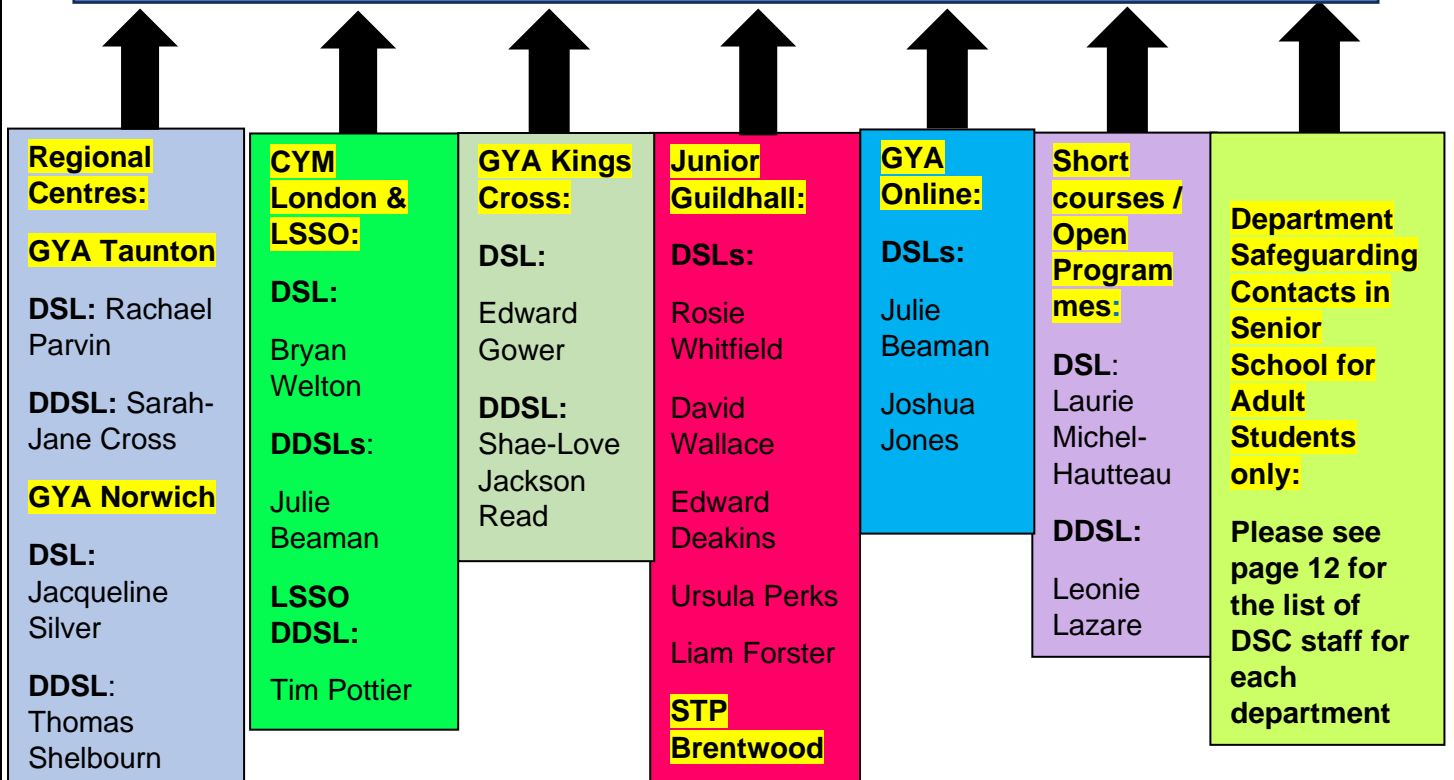 Regional
Centres:
GYA Taunton
DSL: Rachael
Parvin
DDSL: Sarah-
Jane Cross
GYA Norwich
DSL:
Jacqueline
Silver
DDSL:
Thomas
Shelbourn
CYM
London &
LSSO:
DSL:
Bryan
Welton
DDSLs:
Julie
Beaman
LSSO
DDSL:
Tim Pottier
GYA Kings
Cross:
DSL:
Edward
Gower
DDSL:
Shae-Love
Jackson
Read
Junior
Guildhall:
DSLs:
Rosie
Whitfield
David
Wallace
Edward
Deakins
Ursula Perks
Liam Forster
STP
Brentwood
GYA
Online:
DSLs:
Julie
Beaman
Joshua
Jones
Short
courses /
Open
Program
mes:
DSL:
Laurie
Michel-
Hautteau
DDSL:
Leonie
Lazare
Department
Safeguarding
Contacts in
Senior
School for
Adult
Students
only:
Please see
page 12 for
the list of
DSC staff for
each
department